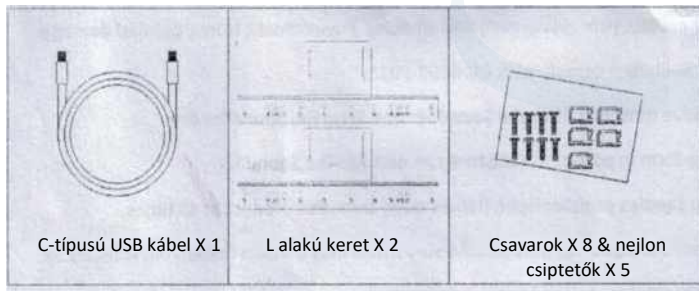 C-típusú USB kábel X 1
L alakú keret X 2
Csavarok X 8 & nejlon
csiptetők X 5